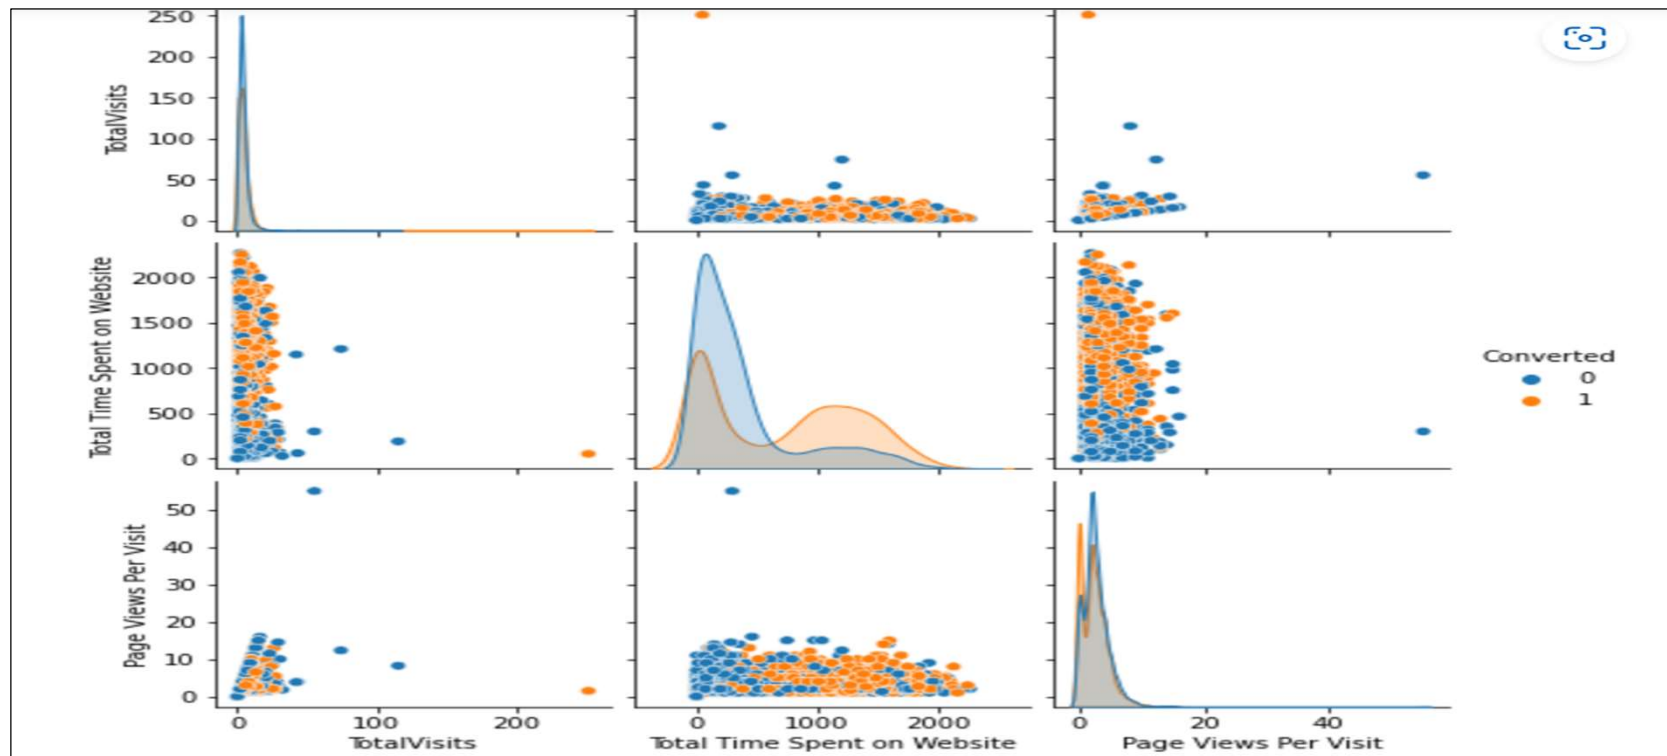 250
200
150
100
50
0
TotalVisits
2000
1500
1000
500
0
Total Time Spent on Website
Converted
0
1
50
40
30
20
10
0
Page Views Per Visit
0 100 200
TotalVisits
0 1000 2000
Total Time Spent on Website
0 20 40
Page Views Per Visit